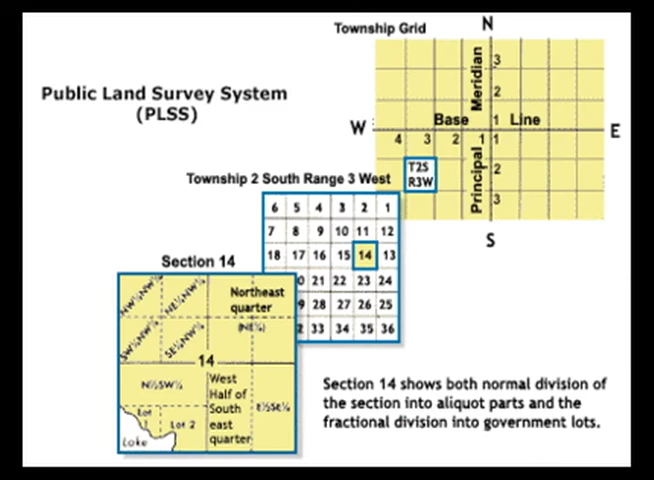 Township Grid
N
Public Land Survey System
(PLSS)
Meridian
3
2
1
Base Line
W
E
4 3 2 1 1
T2S
R3W
Principal
2
3
S
Township 2 South Range 3 West
6 5 4 3 2 1
7 8 9 10 11 12
18 17 16 15 14 13
0 21 22 23 24
9 28 27 26 25
2 33 34 35 36
Section 14
NW¼NW¼
NE¼NW¼
SW¼NW¼
SE¼NW¼
Northeast
quarter
(NE¼)
14
N½SW¼
West
Half of
South
east
quarter
E½SE¼
Lot
1
Lot 2
Lake
Section 14 shows both normal division of
the section into aliquot parts and the
fractional division into government lots.